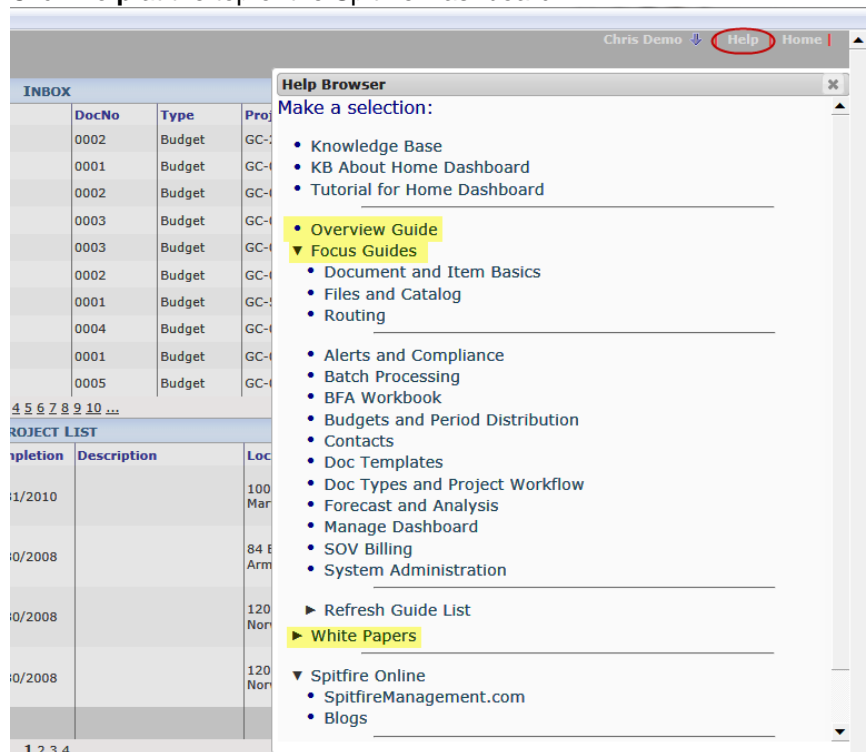 Chris Demo | Help | Home |
INBOX
DocNo Type
0002 Budget
0001 Budget
0002 Budget
0003 Budget
0003 Budget
0002 Budget
0001 Budget
0004 Budget
0001 Budget
0005 Budget
4 5 6 7 8 9 10 ...
LIST
Description
100
84
120
120
1 2 3 4
Help Browser
Make a selection:
Knowledge Base
KB About Home Dashboard
Tutorial for Home Dashboard
Overview Guide
Focus Guides
Document and Item Basics
Files and Catalog
Routing
Alerts and Compliance
Batch Processing
BFA Workbook
Budgets and Period Distribution
Contacts
Doc Templates
Doc Types and Project Workflow
Forecast and Analysis
Manage Dashboard
SOV Billing
System Administration
Refresh Guide List
White Papers
Spitfire Online
SpitfireManagement.com
Blogs